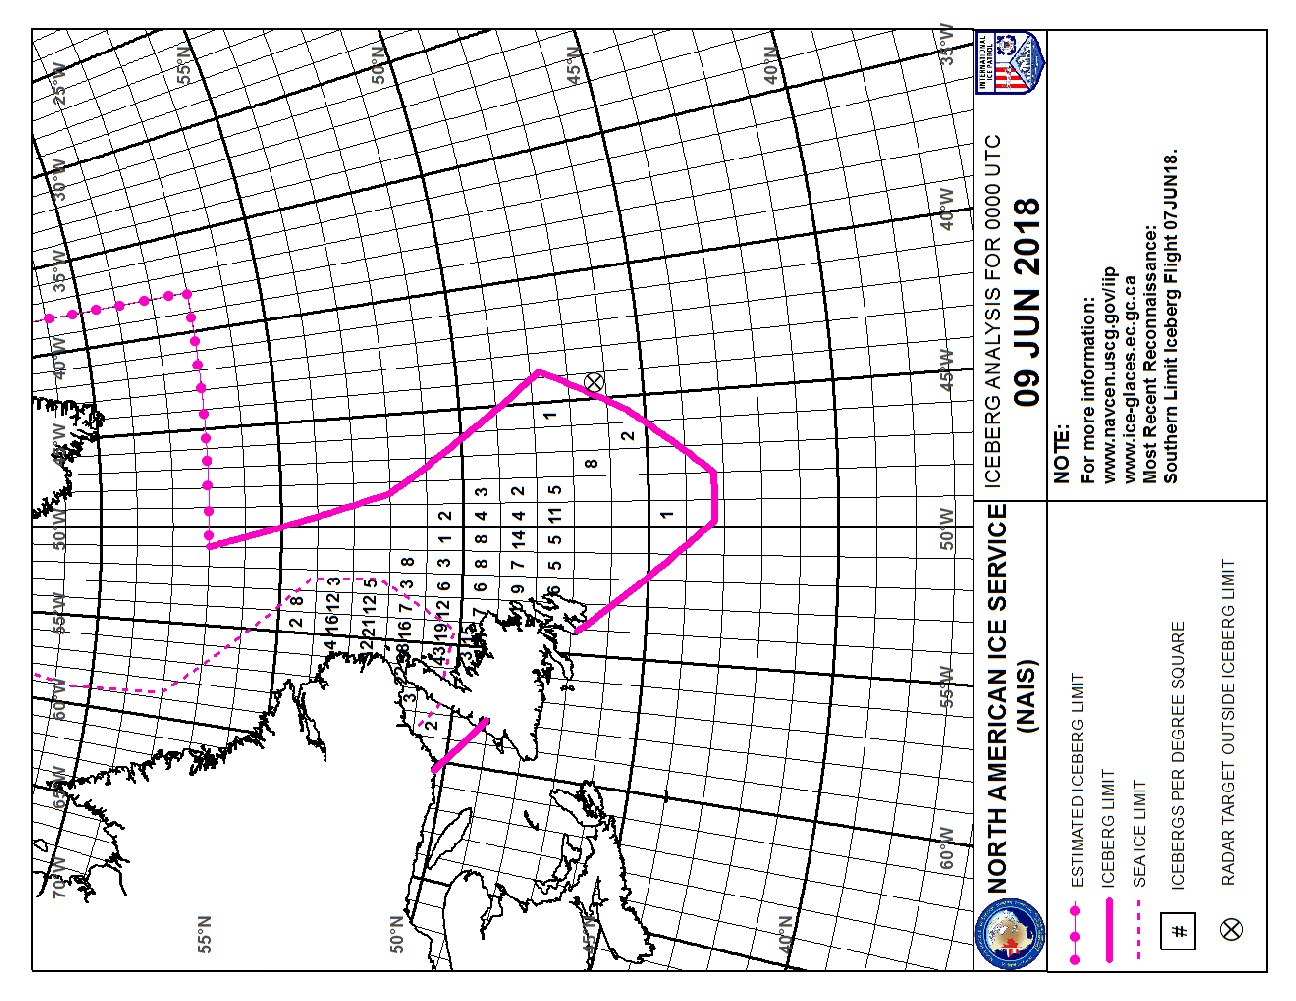 NORTH AMERICAN ICE SERVICE
(NAIS)
ICEBERG ANALYSIS FOR 0000 UTC
09 JUN 2018
INTERNATIONAL
ICE PATROL
ESTIMATED ICEBERG LIMIT
ICEBERG LIMIT
SEA ICE LIMIT
# ICEBERGS PER DEGREE SQUARE
RADAR TARGET OUTSIDE ICEBERG LIMIT
NOTE:
For more information:
www.navcen.uscg.gov/iip
www.ice-glaces.ec.gc.ca
Most Recent Reconnaissance:
Southern Limit Iceberg Flight 07JUN18.
70°W
65°W
60°W
55°W
50°W
45°W
40°W
35°W
30°W
25°W
55°N
50°N
45°N
40°N
55°N
50°N
45°N
40°N
60°W
55°W
50°W
45°W
40°W
35°W
2 8
4 16 12 3
2 21 12 5
16 7 3 8
3
2
43 19 12 6 3 1 2
3 15 7 6 8 8 4 3
9 7 14 4 2
6 5 5 11 5
1
8
2
1